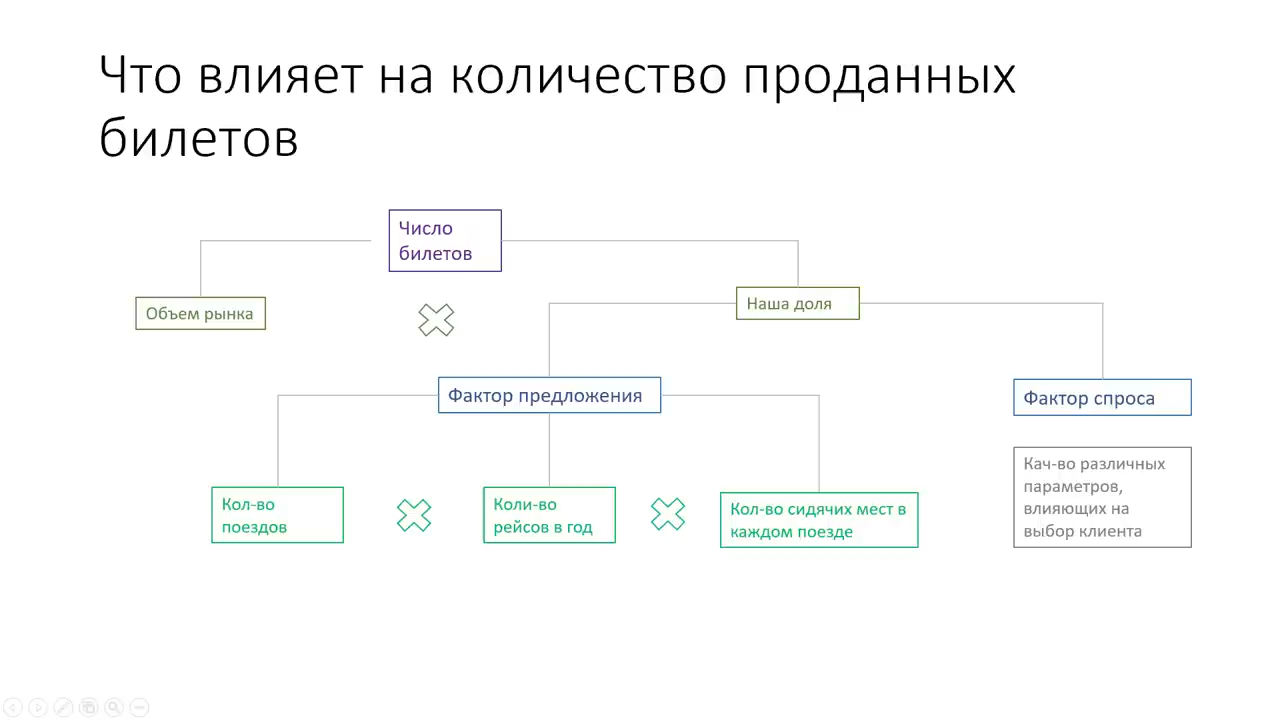 Что влияет на количество проданных
билетов
Число
билетов
Объем рынка
Наша доля
Фактор предложения
Фактор спроса
Кол-во
поездов
Коли-во
рейсов в год
Кол-во сидячих мест в
каждом поезде
Кач-во различных
параметров,
влияющих на
выбор клиента